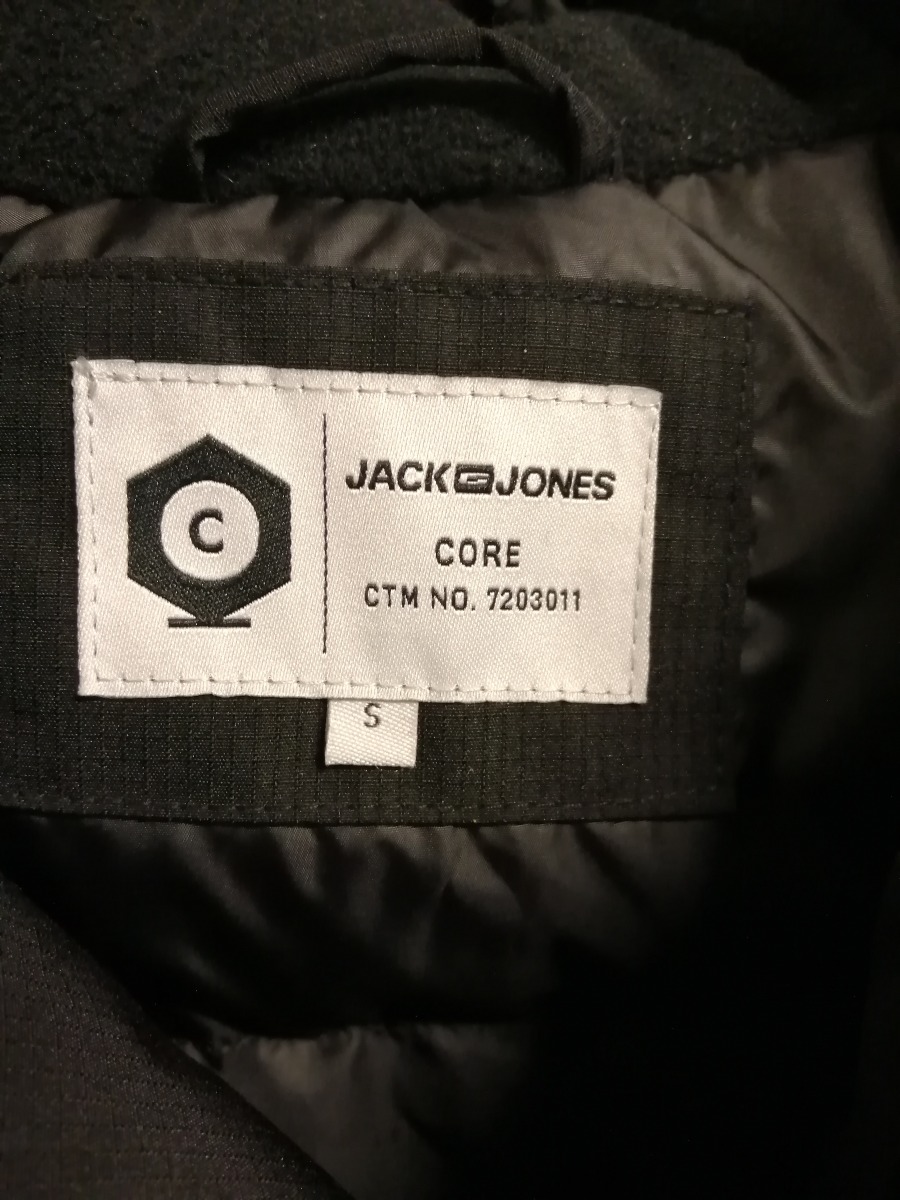 C
JACK JONES
CORE
CTM NO. 7203011
S